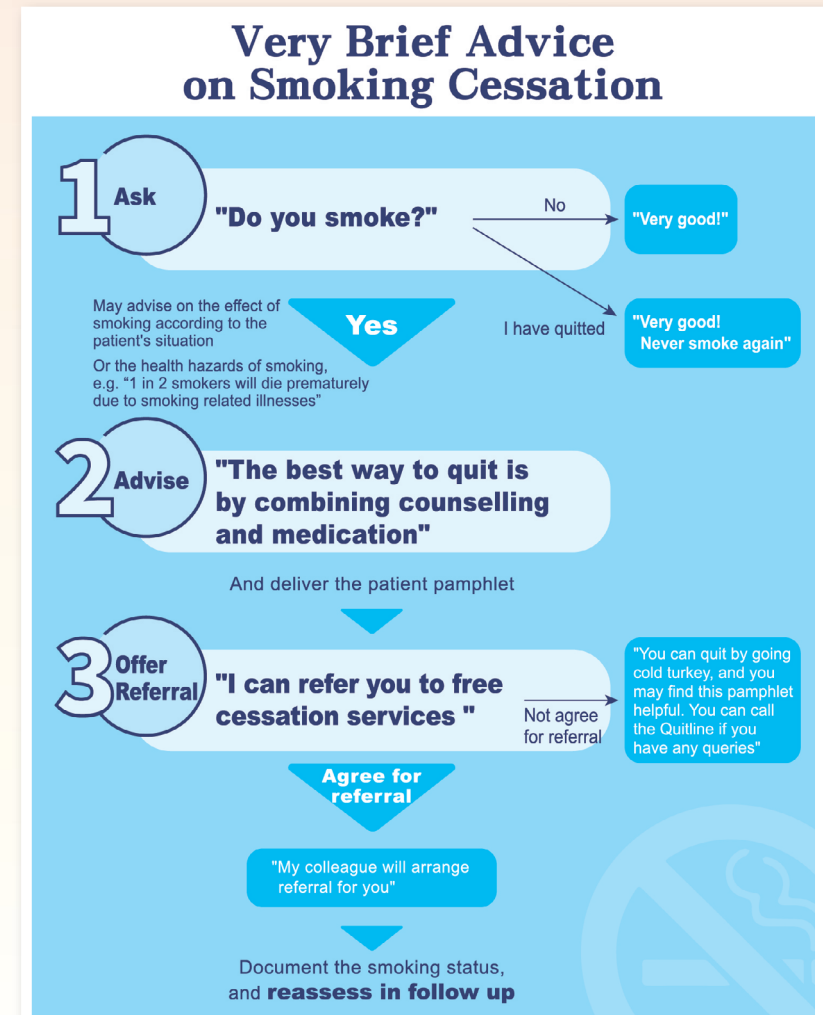 Very Brief Advice
on Smoking Cessation
1
Ask
"Do you smoke?"
No
"Very good!"
I have quitted
"Very good!
Never smoke again"
Yes
May advise on the effect of
smoking according to the
patient's situation
Or the health hazards of smoking,
e.g. “1 in 2 smokers will die prematurely
due to smoking related illnesses”
2
Advise
"The best way to quit is
by combining counselling
and medication"
And deliver the patient pamphlet
3
Offer
Referral
"I can refer you to free
cessation services "
Not agree
for referral
"You can quit by going
cold turkey, and you
may find this pamphlet
helpful. You can call
the Quitline if you
have any queries"
Agree for
referral
"My colleague will arrange
referral for you"
Document the smoking status,
and reassess in follow up